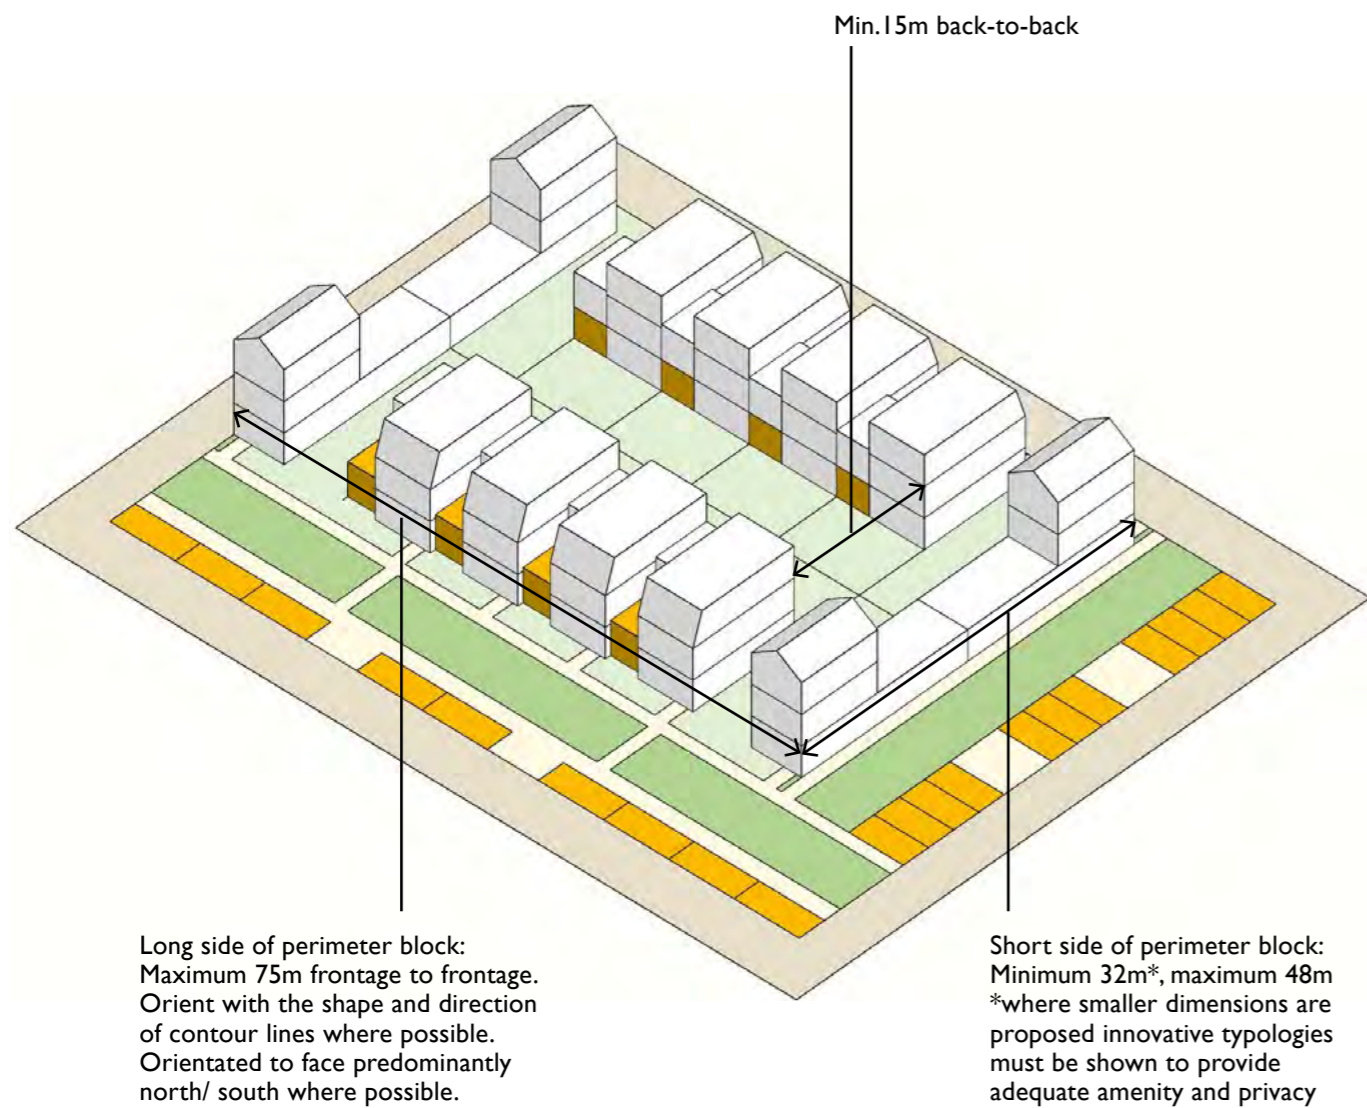 Min.15m back-to-back
Long side of perimeter block:
Maximum 75m frontage to frontage.
Orient with the shape and direction
of contour lines where possible.
Orientated to face predominantly
north/ south where possible.
Short side of perimeter block:
Minimum 32m*, maximum 48m
*where smaller dimensions are
proposed innovative typologies
must be shown to provide
adequate amenity and privacy